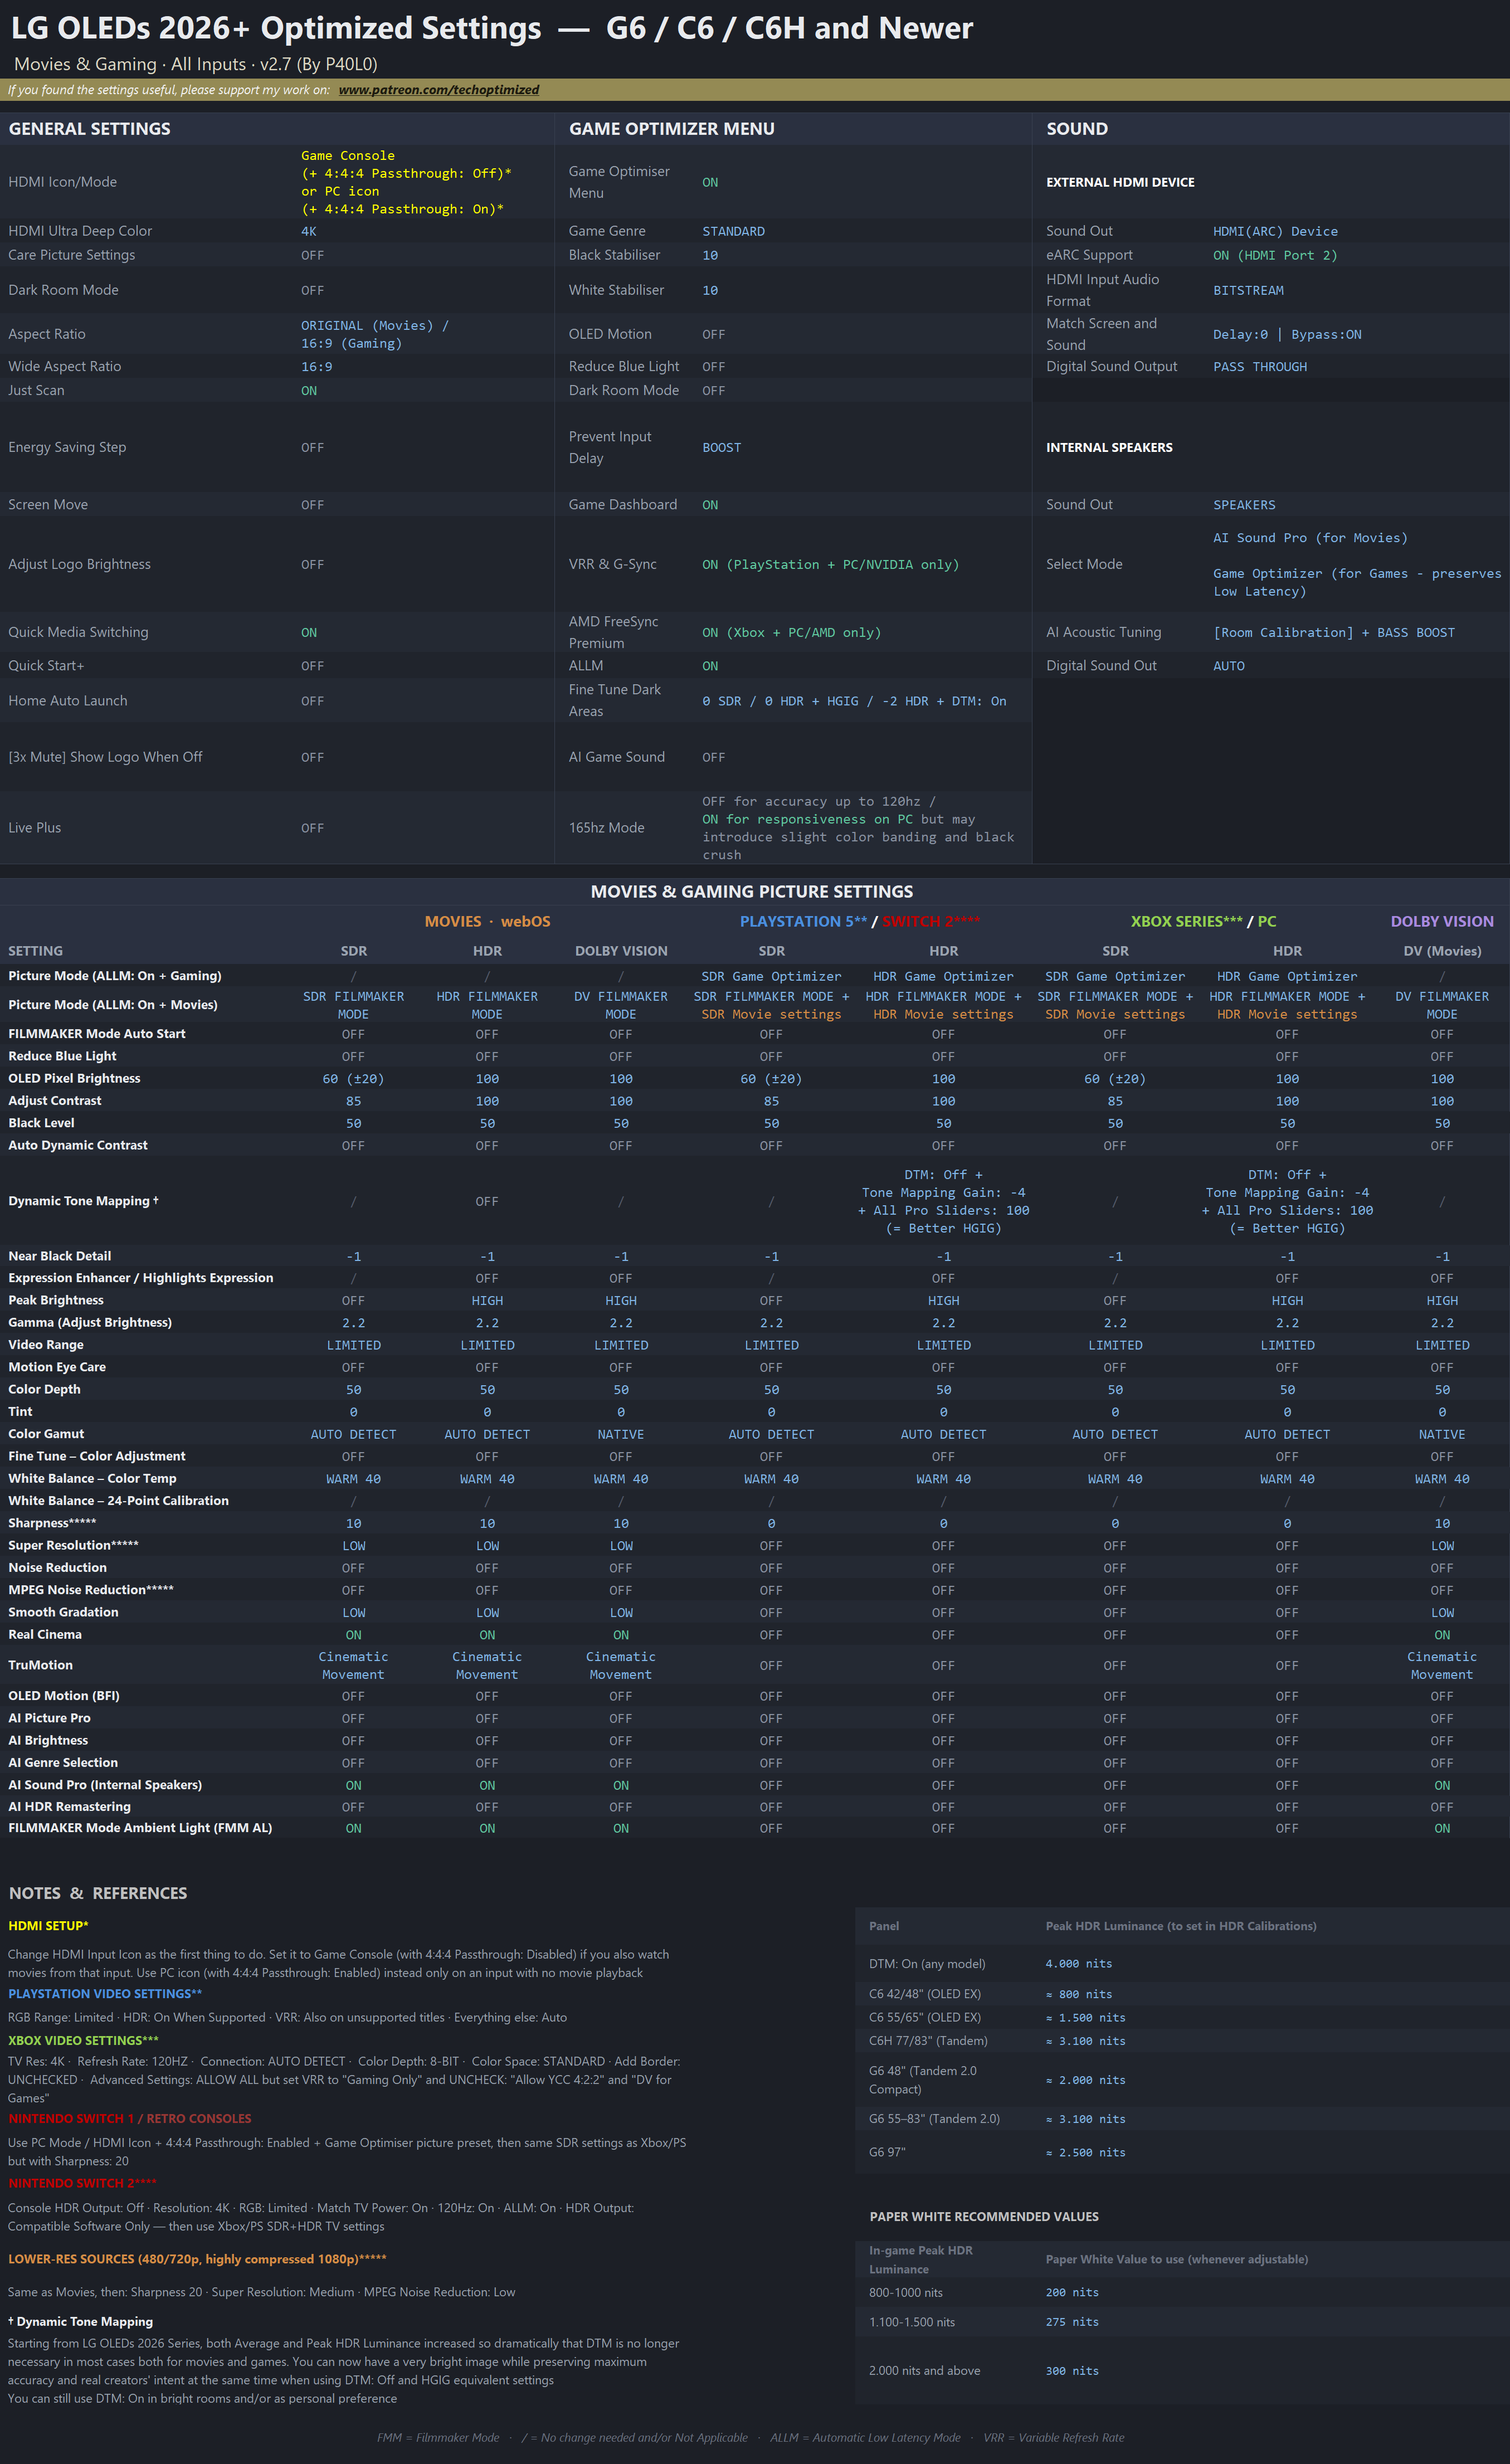 LG OLEDs 2026+ Optimized Settings — G6 / C6 / C6H and Newer
Movies & Gaming · All Inputs · v2.7 (By P40L0)
If you found the settings useful, please support my work on: www.patreon.com/techoptimized
GENERAL SETTINGS
HDMI Icon/Mode
Game Console
(+ 4:4:4 Passthrough: Off)*
or PC icon
(+ 4:4:4 Passthrough: On)*
HDMI Ultra Deep Color 4K
Care Picture Settings OFF
Dark Room Mode OFF
Aspect Ratio
ORIGINAL (Movies) /
16:9 (Gaming)
Wide Aspect Ratio 16:9
Just Scan ON
Energy Saving Step OFF
Screen Move OFF
Adjust Logo Brightness OFF
Quick Media Switching ON
Quick Start+ OFF
Home Auto Launch OFF
[3x Mute] Show Logo When Off OFF
Live Plus OFF
GAME OPTIMIZER MENU
Game Optimiser
Menu
ON
Game Genre STANDARD
Black Stabiliser 10
White Stabiliser 10
OLED Motion OFF
Reduce Blue Light OFF
Dark Room Mode OFF
Prevent Input
Delay
BOOST
Game Dashboard ON
VRR & G-Sync ON (PlayStation + PC/NVIDIA only)
AMD FreeSync
Premium
ON (Xbox + PC/AMD only)
ALLM ON
Fine Tune Dark
Areas
0 SDR / 0 HDR + HGIG / -2 HDR + DTM: On
AI Game Sound OFF
165hz Mode
OFF for accuracy up to 120hz /
ON for responsiveness on PC but may
introduce slight color banding and black
crush
SOUND
EXTERNAL HDMI DEVICE
Sound Out HDMI(ARC) Device
eARC Support ON (HDMI Port 2)
HDMI Input Audio
Format
BITSTREAM
Match Screen and
Sound
Delay:0 | Bypass:ON
Digital Sound Output PASS THROUGH
INTERNAL SPEAKERS
Sound Out SPEAKERS
Select Mode
AI Sound Pro (for Movies)
Game Optimizer (for Games - preserves
Low Latency)
AI Acoustic Tuning [Room Calibration] + BASS BOOST
Digital Sound Out AUTO
MOVIES & GAMING PICTURE SETTINGS
MOVIES · webOS PLAYSTATION 5** / SWITCH 2**** XBOX SERIES*** / PC DOLBY VISION
SETTING SDR HDR DOLBY VISION SDR HDR SDR HDR DV (Movies)
Picture Mode (ALLM: On + Gaming) / / / SDR Game Optimizer HDR Game Optimizer SDR Game Optimizer HDR Game Optimizer /
Picture Mode (ALLM: On + Movies)
SDR FILMMAKER HDR FILMMAKER DV FILMMAKER SDR FILMMAKER MODE + HDR FILMMAKER MODE + SDR FILMMAKER MODE + HDR FILMMAKER MODE + DV FILMMAKER
MODE MODE MODE SDR Movie settings HDR Movie settings SDR Movie settings HDR Movie settings MODE
FILMMAKER Mode Auto Start OFF OFF OFF OFF OFF OFF OFF OFF
Reduce Blue Light OFF OFF OFF OFF OFF OFF OFF OFF
OLED Pixel Brightness 60 (±20) 100 100 60 (±20) 100 60 (±20) 100 100
Adjust Contrast 85 100 100 85 100 85 100 100
Black Level 50 50 50 50 50 50 50 50
Auto Dynamic Contrast OFF OFF OFF OFF OFF OFF OFF OFF
DTM: Off + DTM: Off +
Tone Mapping Gain: -4 Tone Mapping Gain: -4
Dynamic Tone Mapping † / OFF / / / /
+ All Pro Sliders: 100 + All Pro Sliders: 100
(= Better HGIG) (= Better HGIG)
Near Black Detail -1 -1 -1 -1 -1 -1 -1 -1
Expression Enhancer / Highlights Expression / OFF OFF / OFF / OFF OFF
Peak Brightness OFF HIGH HIGH OFF HIGH OFF HIGH HIGH
Gamma (Adjust Brightness) 2.2 2.2 2.2 2.2 2.2 2.2 2.2 2.2
Video Range LIMITED LIMITED LIMITED LIMITED LIMITED LIMITED LIMITED LIMITED
Motion Eye Care OFF OFF OFF OFF OFF OFF OFF OFF
Color Depth 50 50 50 50 50 50 50 50
Tint 0 0 0 0 0 0 0 0
Color Gamut AUTO DETECT AUTO DETECT NATIVE AUTO DETECT AUTO DETECT AUTO DETECT AUTO DETECT NATIVE
Fine Tune – Color Adjustment OFF OFF OFF OFF OFF OFF OFF OFF
White Balance – Color Temp WARM 40 WARM 40 WARM 40 WARM 40 WARM 40 WARM 40 WARM 40 WARM 40
White Balance – 24-Point Calibration / / / / / / / /
Sharpness***** 10 10 10 0 0 0 0 10
Super Resolution***** LOW LOW LOW OFF OFF OFF OFF LOW
Noise Reduction OFF OFF OFF OFF OFF OFF OFF OFF
MPEG Noise Reduction***** OFF OFF OFF OFF OFF OFF OFF OFF
Smooth Gradation LOW LOW LOW OFF OFF OFF OFF LOW
Real Cinema ON ON ON OFF OFF OFF OFF ON
Cinematic Cinematic Cinematic Cinematic
TruMotion OFF OFF OFF OFF
Movement Movement Movement Movement
OLED Motion (BFI) OFF OFF OFF OFF OFF OFF OFF OFF
AI Picture Pro OFF OFF OFF OFF OFF OFF OFF OFF
AI Brightness OFF OFF OFF OFF OFF OFF OFF OFF
AI Genre Selection OFF OFF OFF OFF OFF OFF OFF OFF
AI Sound Pro (Internal Speakers) ON ON ON OFF OFF OFF OFF ON
AI HDR Remastering OFF OFF OFF OFF OFF OFF OFF OFF
FILMMAKER Mode Ambient Light (FMM AL) ON ON ON OFF OFF OFF OFF ON
NOTES & REFERENCES
HDMI SETUP*
Change HDMI Input Icon as the first thing to do. Set it to Game Console (with 4:4:4 Passthrough: Disabled) if you also watch
movies from that input. Use PC icon (with 4:4:4 Passthrough: Enabled) instead only on an input with no movie playback
PLAYSTATION VIDEO SETTINGS**
RGB Range: Limited · HDR: On When Supported · VRR: Also on unsupported titles · Everything else: Auto
XBOX VIDEO SETTINGS***
TV Res: 4K · Refresh Rate: 120HZ · Connection: AUTO DETECT · Color Depth: 8-BIT · Color Space: STANDARD · Add Border:
UNCHECKED · Advanced Settings: ALLOW ALL but set VRR to "Gaming Only" and UNCHECK: "Allow YCC 4:2:2" and "DV for
Games"
NINTENDO SWITCH 1 / RETRO CONSOLES
Use PC Mode / HDMI Icon + 4:4:4 Passthrough: Enabled + Game Optimiser picture preset, then same SDR settings as Xbox/PS
but with Sharpness: 20
NINTENDO SWITCH 2****
Console HDR Output: Off · Resolution: 4K · RGB: Limited · Match TV Power: On · 120Hz: On · ALLM: On · HDR Output:
Compatible Software Only — then use Xbox/PS SDR+HDR TV settings
LOWER-RES SOURCES (480/720p, highly compressed 1080p)*****
Same as Movies, then: Sharpness 20 · Super Resolution: Medium · MPEG Noise Reduction: Low
† Dynamic Tone Mapping
Starting from LG OLEDs 2026 Series, both Average and Peak HDR Luminance increased so dramatically that DTM is no longer
necessary in most cases both for movies and games. You can now have a very bright image while preserving maximum
accuracy and real creators' intent at the same time when using DTM: Off and HGIG equivalent settings
You can still use DTM: On in bright rooms and/or as personal preference
Panel Peak HDR Luminance (to set in HDR Calibrations)
DTM: On (any model) 4.000 nits
C6 42/48" (OLED EX) ≈ 800 nits
C6 55/65" (OLED EX) ≈ 1.500 nits
C6H 77/83" (Tandem) ≈ 3.100 nits
G6 48" (Tandem 2.0
Compact)
≈ 2.000 nits
G6 55–83" (Tandem 2.0) ≈ 3.100 nits
G6 97" ≈ 2.500 nits
PAPER WHITE RECOMMENDED VALUES
In-game Peak HDR
Luminance
Paper White Value to use (whenever adjustable)
800-1000 nits 200 nits
1.100-1.500 nits 275 nits
2.000 nits and above 300 nits
FMM = Filmmaker Mode · / = No change needed and/or Not Applicable · ALLM = Automatic Low Latency Mode · VRR = Variable Refresh Rate